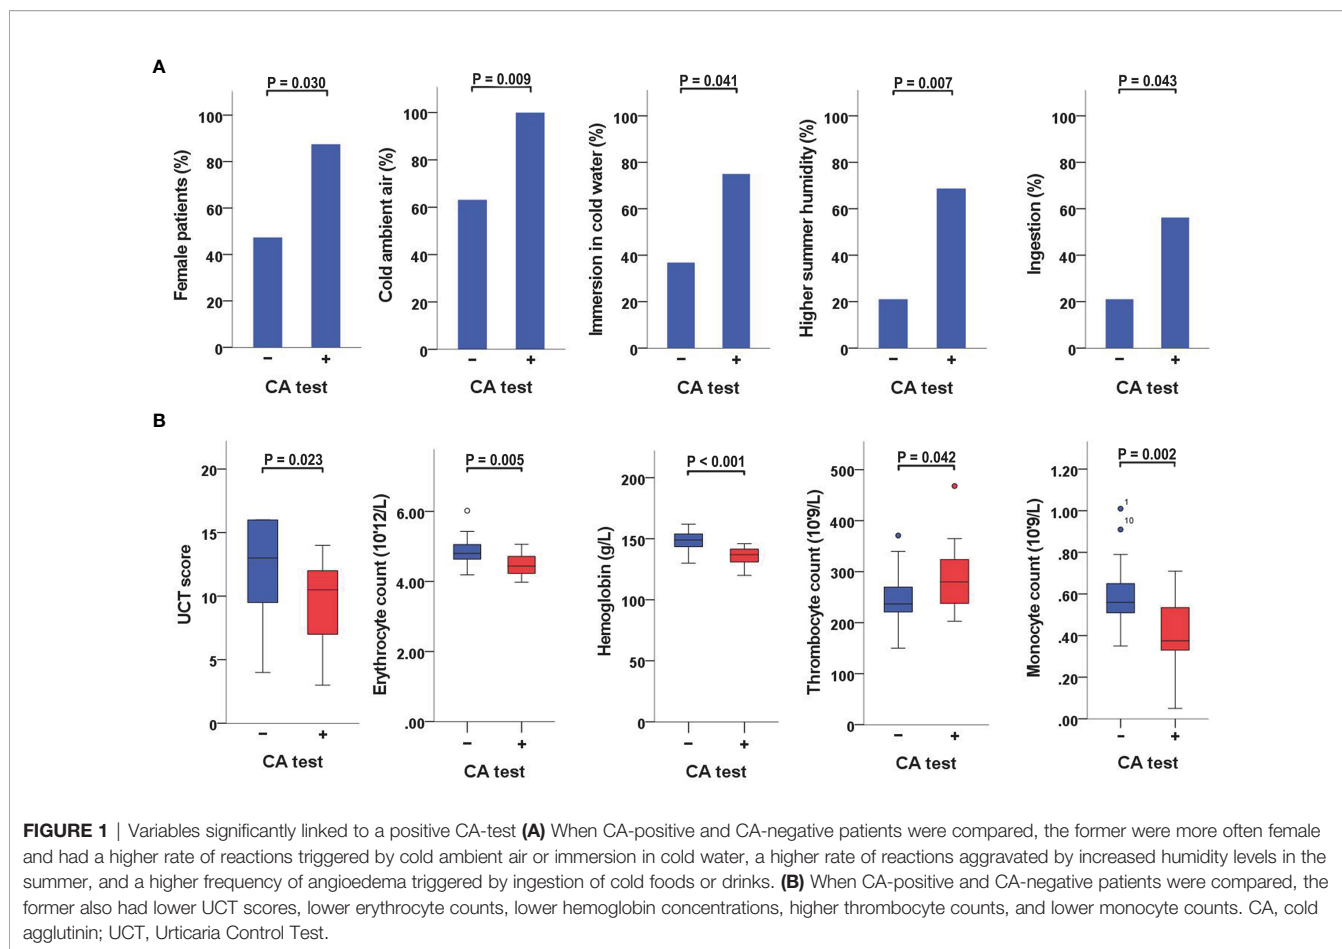 A
P = 0.030
P = 0.009
P = 0.041
P = 0.007
P = 0.043
Female patients (%)
100
80
60
40
20
0
− +
CA test
Cold ambient air (%)
100
80
60
40
20
0
− +
CA test
Immersion in cold water (%)
100
80
60
40
20
0
− +
CA test
Higher summer humidity (%)
100
80
60
40
20
0
− +
CA test
Ingestion (%)
100
80
60
40
20
0
− +
CA test
B
P = 0.023
P = 0.005
P < 0.001
P = 0.042
P = 0.002
UCT score
20
15
10
5
0
− +
CA test
Erythrocyte count (10'12/L)
6.00
4.00
2.00
.00
− +
CA test
Hemoglobin (g/L)
200
150
100
50
0
− +
CA test
Thrombocyte count (10'9/L)
500
400
300
200
100
0
− +
CA test
Monocyte count (10'9/L)
1.20
1.00
.80
.60
.40
.20
.00
1
10
− +
CA test
FIGURE 1 | Variables significantly linked to a positive CA-test (A) When CA-positive and CA-negative patients were compared, the former were more often female
and had a higher rate of reactions triggered by cold ambient air or immersion in cold water, a higher rate of reactions aggravated by increased humidity levels in the
summer, and a higher frequency of angioedema triggered by ingestion of cold foods or drinks. (B) When CA-positive and CA-negative patients were compared, the
former also had lower UCT scores, lower erythrocyte counts, lower hemoglobin concentrations, higher thrombocyte counts, and lower monocyte counts. CA, cold
agglutinin; UCT, Urticaria Control Test.